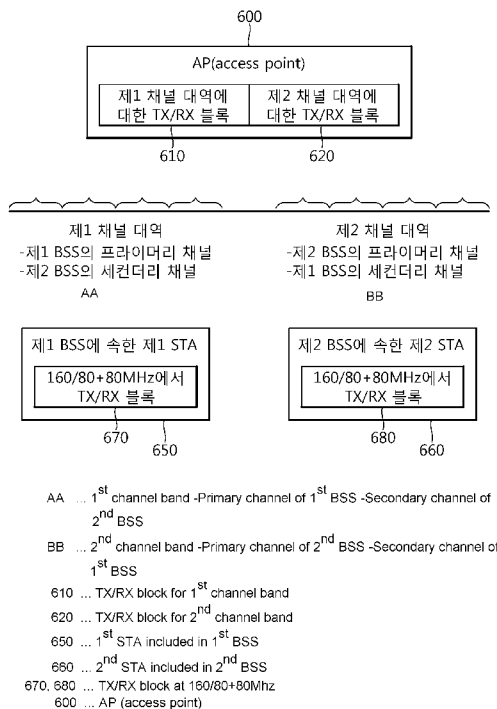 600
AP(access point)
제1 채널 대역에 제2 채널 대역에
대한 TX/RX 블록 대한 TX/RX 블록
610 620
제1 채널 대역 제2 채널 대역
-제1 BSS의 프라이머리 채널 -제2 BSS의 프라이머리 채널
-제2 BSS의 세컨더리 채널 -제1 BSS의 세컨더리 채널
AA BB
제1 BSS에 속한 제1 STA 제2 BSS에 속한 제2 STA
160/80+80MHz에서 160/80+80MHz에서
TX/RX 블록 TX/RX 블록
670 650 680 660
AA ... 1st channel band -Primary channel of 1st BSS -Secondary channel of
2nd BSS
BB ... 2nd channel band -Primary channel of 2nd BSS -Secondary channel of
1st BSS
610 ... TX/RX block for 1st channel band
620 ... TX/RX block for 2nd channel band
650 ... 1st STA included in 1st BSS
660 ... 2nd STA included in 2nd BSS
670, 680 ... TX/RX block at 160/80+80Mhz
600 ... AP (access point)